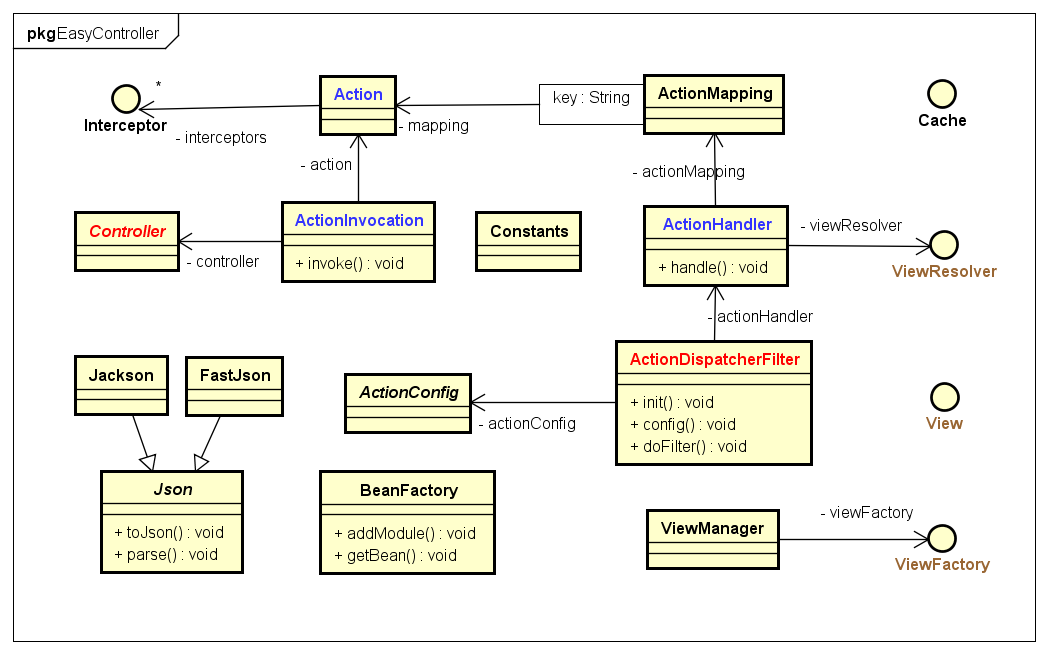 pkg EasyController
*
Interceptor
- interceptors
Action
- mapping
key : String
ActionMapping
Cache
- action
- actionMapping
Controller
- controller
ActionInvocation
+ invoke() : void
Constants
ActionHandler
+ handle() : void
- viewResolver
ViewResolver
- actionHandler
Jackson
FastJson
ActionConfig
- actionConfig
ActionDispatcherFilter
+ init() : void
+ config() : void
+ doFilter() : void
View
Json
+ toJson() : void
+ parse() : void
BeanFactory
+ addModule() : void
+ getBean() : void
ViewManager
- viewFactory
ViewFactory